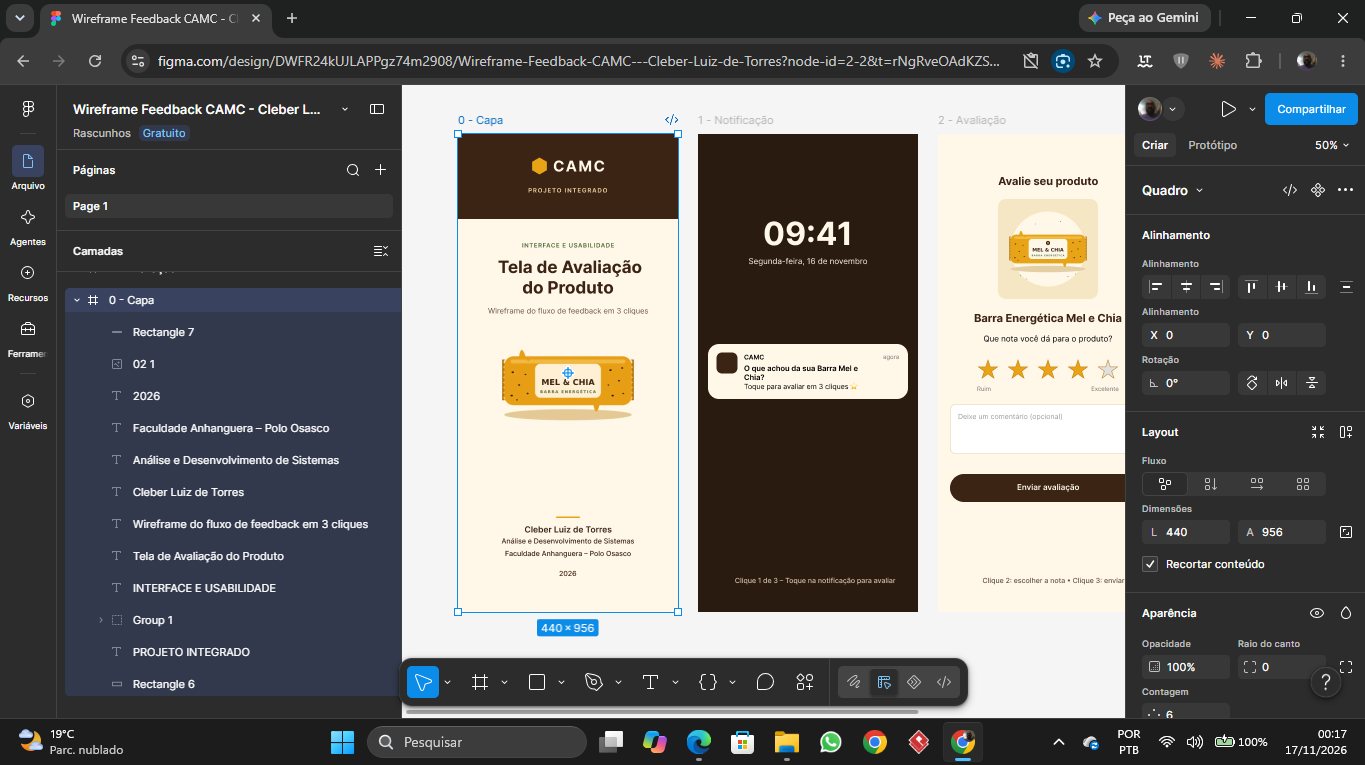 Wireframe Feedback CAMC - C
Peça ao Gemini
figma.com/design/DWFR24kUJLAPPgz74m2908/Wireframe-Feedback-CAMC---Cleber-Luiz-de-Torres?node-id=2-2&t=rNgRveOAdKZS...
Wireframe Feedback CAMC - Cleber L...
Rascunhos
Gratuito
Arquivo
Agentes
Recursos
Ferramer
Variáveis
Páginas
Page 1
Camadas
0 - Capa
Rectangle 7
02 1
2026
Faculdade Anhanguera – Polo Osasco
Análise e Desenvolvimento de Sistemas
Cleber Luiz de Torres
Wireframe do fluxo de feedback em 3 cliques
Tela de Avaliação do Produto
INTERFACE E USABILIDADE
Group 1
PROJETO INTEGRADO
Rectangle 6
0 - Capa
CAMC
PROJETO INTEGRADO
INTERFACE E USABILIDADE
Tela de Avaliação
do Produto
Wireframe do fluxo de feedback em 3 cliques
MEL & CHIA
BARRA ENERGÉTICA
Cleber Luiz de Torres
Análise e Desenvolvimento de Sistemas
Faculdade Anhanguera – Polo Osasco
2026
440 × 956
1 - Notificação
09:41
Segunda-feira, 16 de novembro
CAMC
agora
O que achou da sua Barra Mel e
Chia?
Toque para avaliar em 3 cliques
Clique 1 de 3 – Toque na notificação para avaliar
2 - Avaliação
Avalie seu produto
MEL & CHIA
BARRA ENERGÉTICA
Barra Energética Mel e Chia
Que nota você dá para o produto?
Ruim
Excelente
Deixe um comentário (opcional)
Enviar avaliação
Clique 2: escolher a nota • Clique 3: enviar
Compartilhar
Criar
Protótipo
50%
Quadro
Alinhamento
Alinhamento
Alinhamento
X 0
Y 0
Rotação
0°
Layout
Fluxo
Dimensões
L 440
A 956
Recortar conteúdo
Aparência
Opacidade
Raio do canto
100%
0
Contagem
6
?
19°C
Parc. nublado
Pesquisar
POR
PTB
100%
00:17
17/11/2026